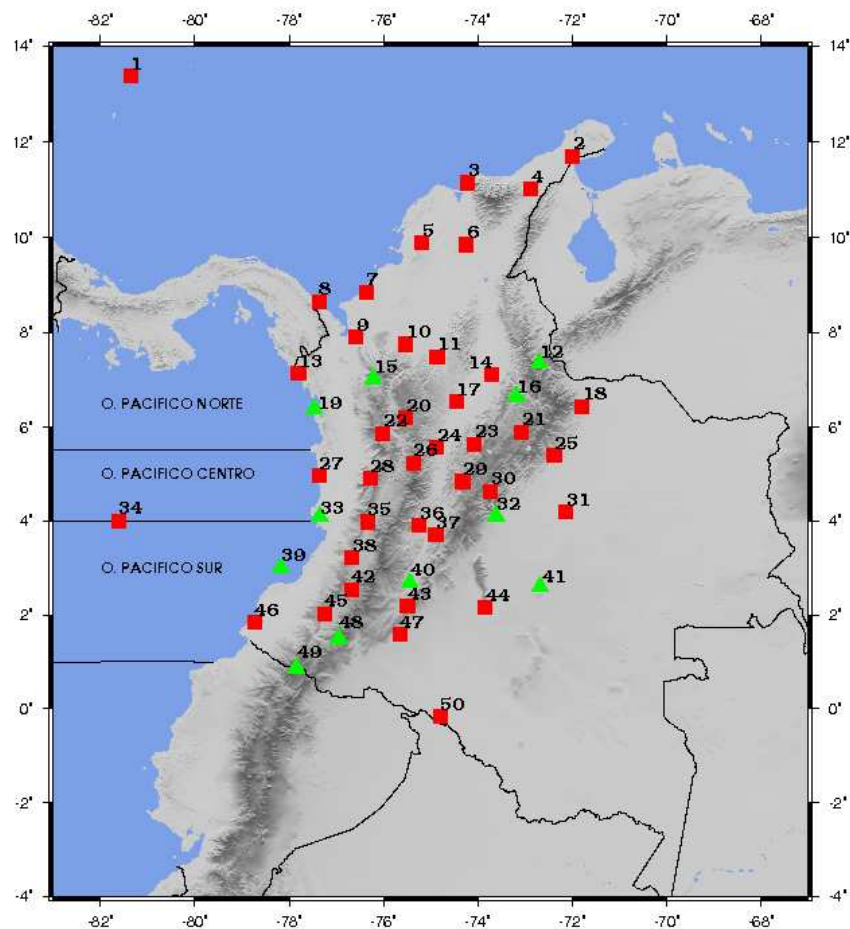 -82° -80° -78° -76° -74° -72° -70° -68°
14° 14°
1
12° 2 12°
3 4
10° 5 6 10°
7
8
8° 9 8°
10
11 12
13 14
15
16
17 18
6° O. PACIFICO NORTE 19 6°
20
22 21
23
24 25
26
O. PACIFICO CENTRO 27
28 29
30
4° 34 33 32 31 4°
35 36
37
38
O. PACIFICO SUR 39
40 41
42
43 44
2° 46 45 2°
48 47
49
0° 50 0°
-2° -2°
-4° -4°
-82° -80° -78° -76° -74° -72° -70° -68°